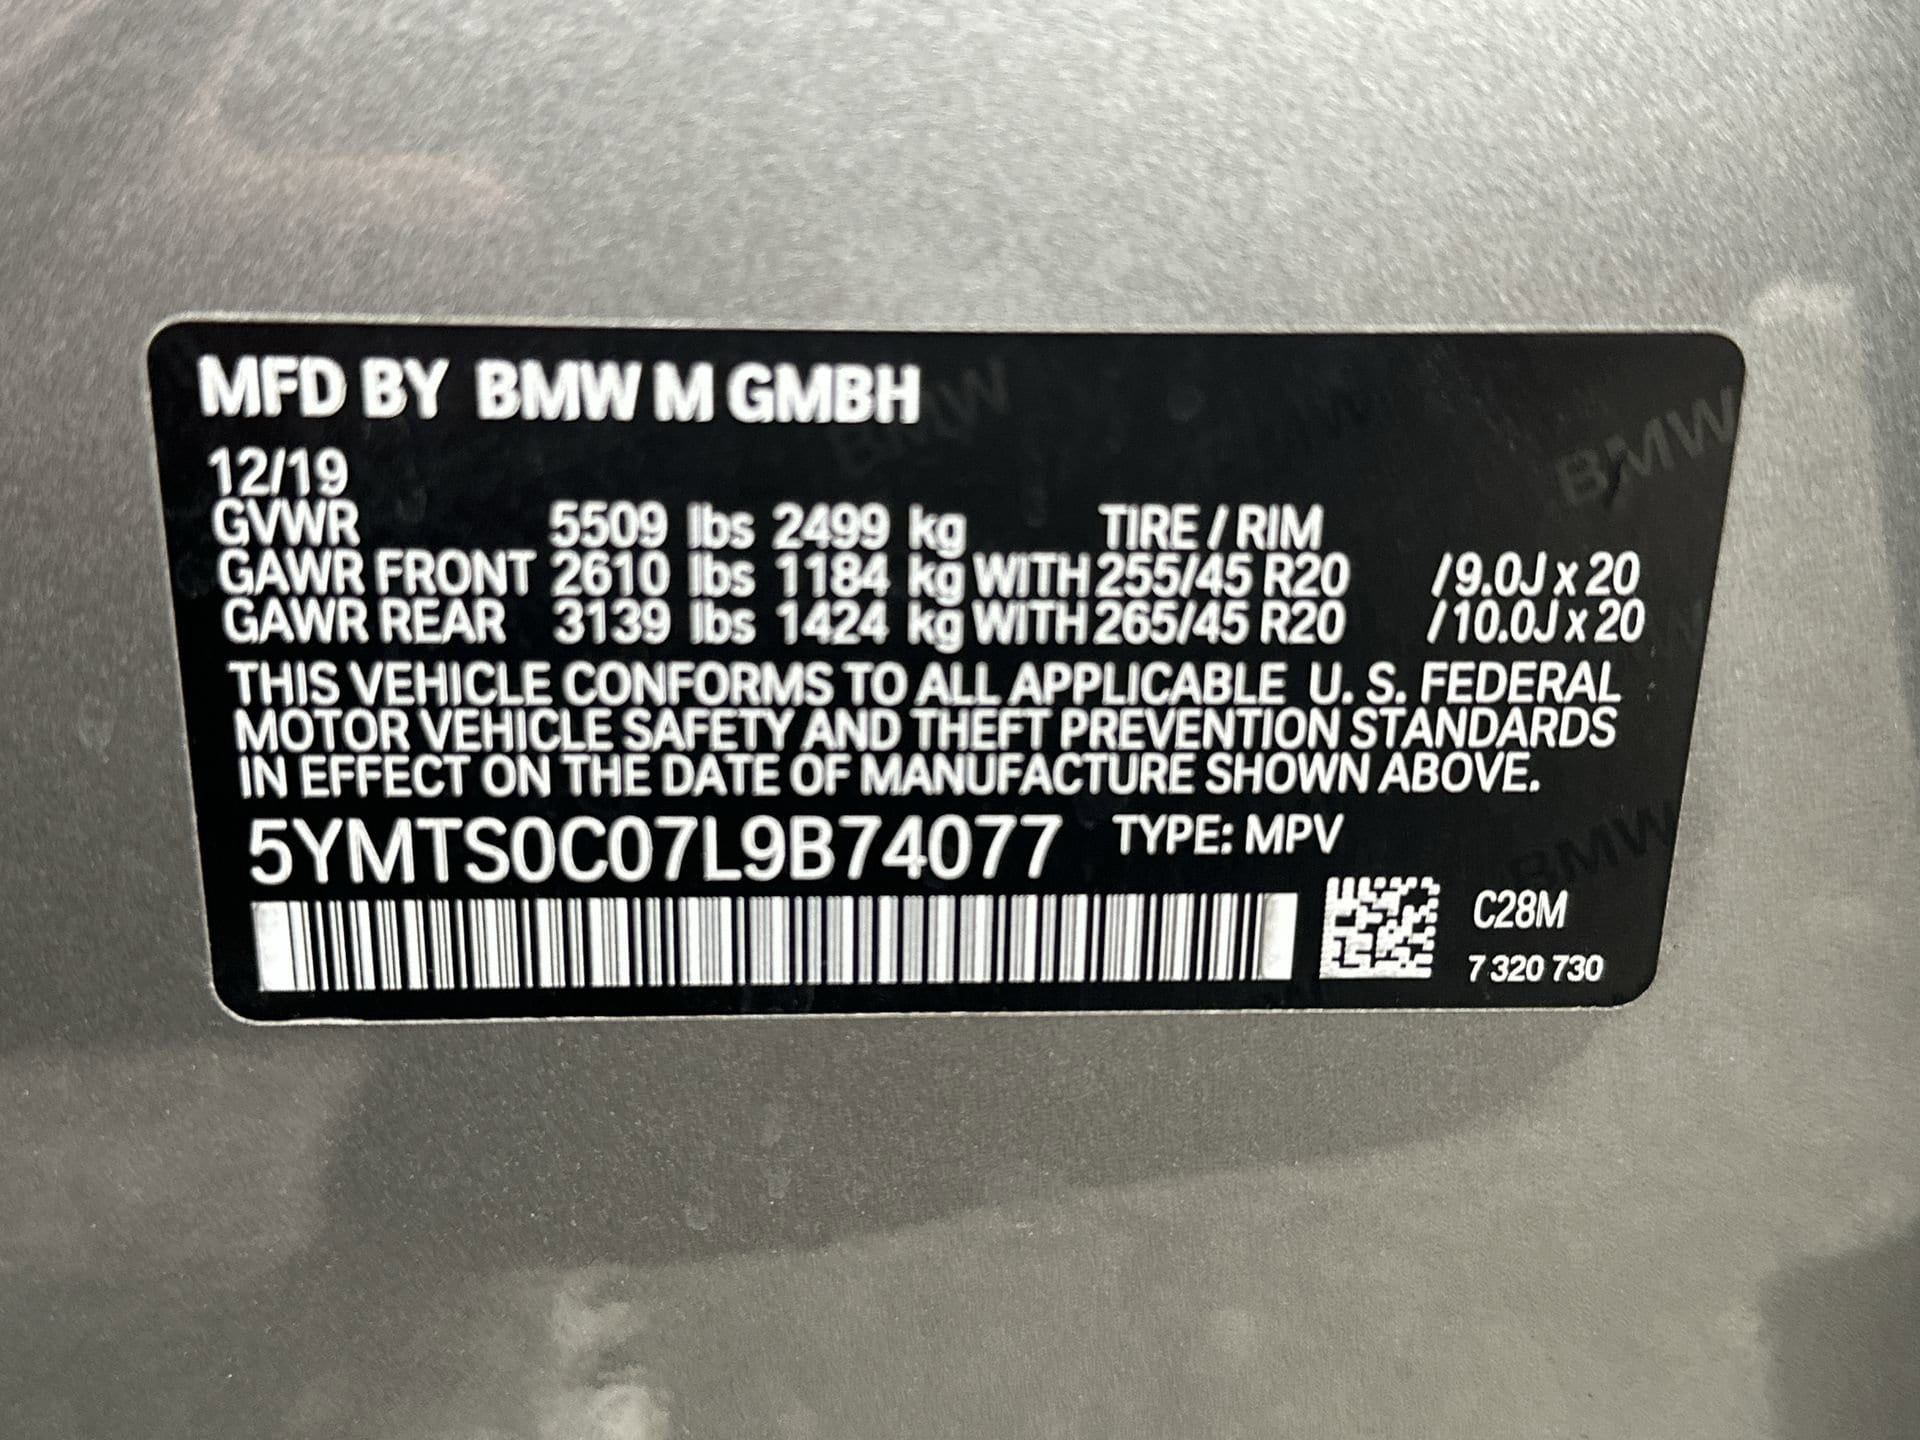 MFD BY BMW M GMBH
12/19
GVWR 5509 lbs 2499 kg TIRE / RIM
GAWR FRONT 2610 lbs 1184 kg WITH 255/45 R20 /9.0J x 20
GAWR REAR 3139 lbs 1424 kg WITH 265/45 R20 /10.0J x 20
THIS VEHICLE CONFORMS TO ALL APPLICABLE U. S. FEDERAL
MOTOR VEHICLE SAFETY AND THEFT PREVENTION STANDARDS
IN EFFECT ON THE DATE OF MANUFACTURE SHOWN ABOVE.
5YMTS0C07L9B74077 TYPE: MPV
C28M
7 320 730
BMW
BMW
BMW